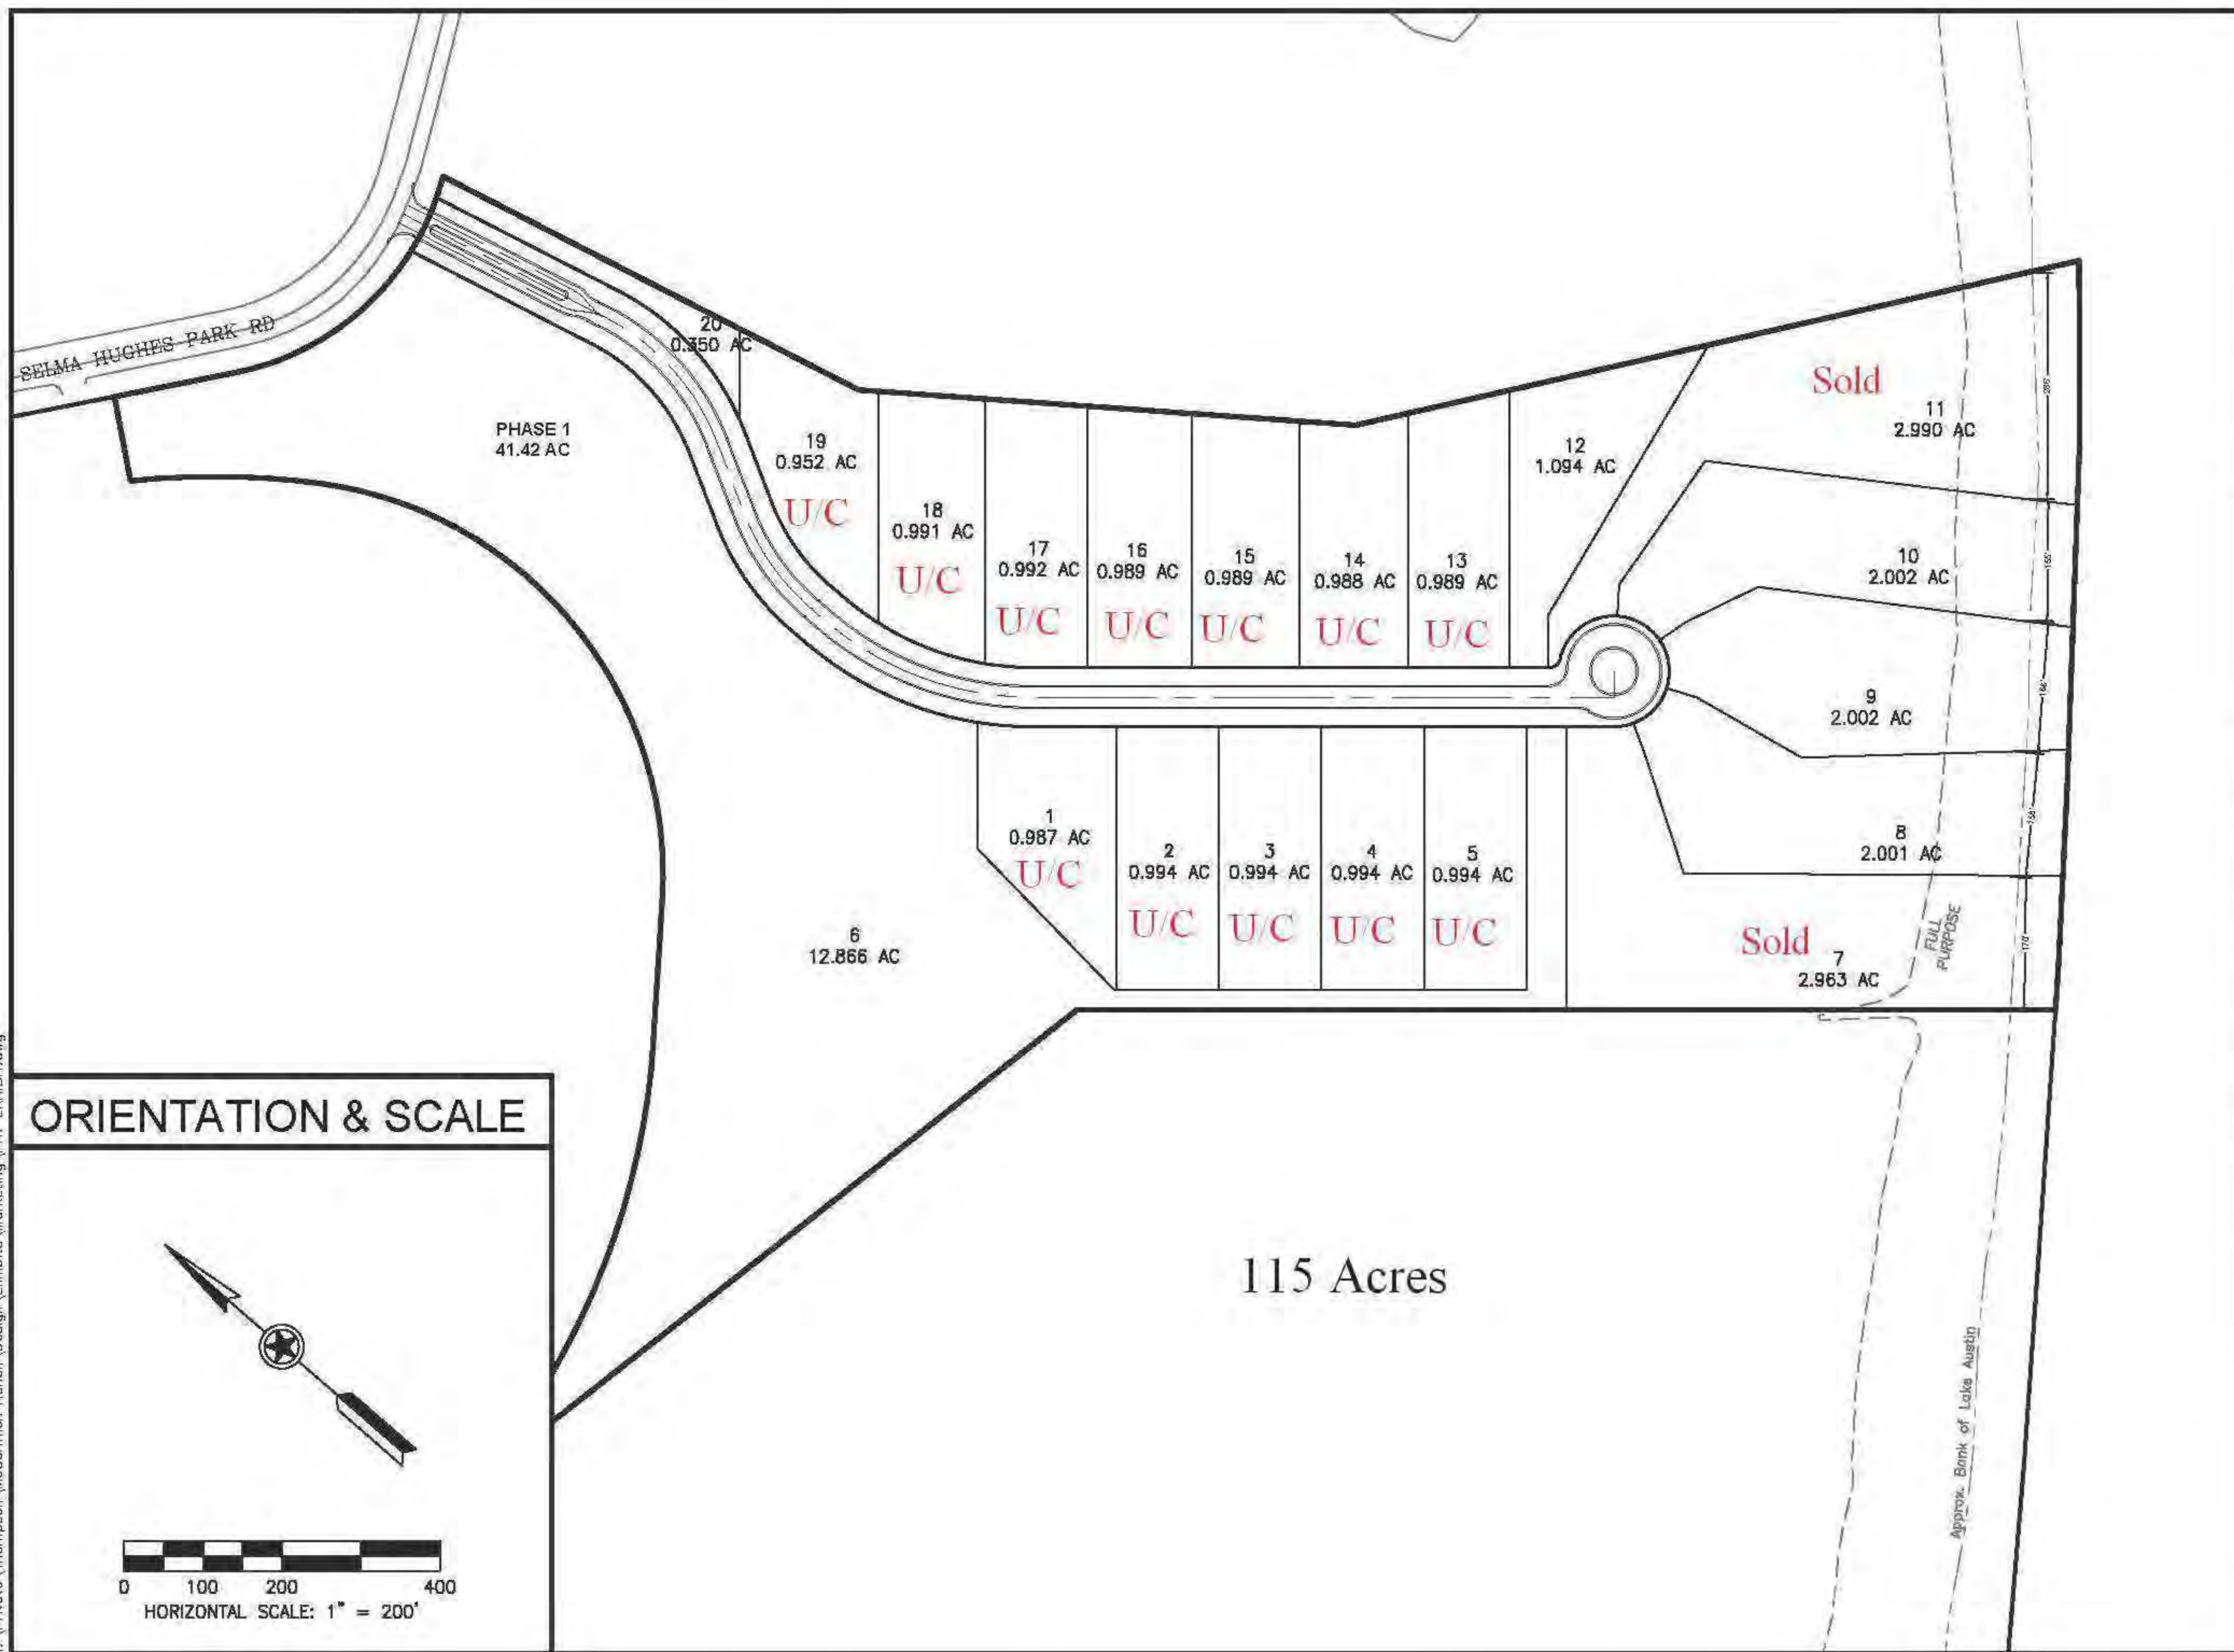 SELMA HUGHES PARK RD
PHASE 1
41.42 AC
20
0.350 AC
19
0.952 AC
U/C
18
0.991 AC
U/C
17
0.992 AC
U/C
16
0.989 AC
U/C
15
0.989 AC
U/C
14
0.988 AC
U/C
13
0.989 AC
U/C
12
1.094 AC
Sold
11
2.990 AC
10
2.002 AC
155'
9
2.002 AC
166'
8
2.001 AC
158'
Sold
7
2.963 AC
170'
FULL
PURPOSE
1
0.987 AC
U/C
2
0.994 AC
U/C
3
0.994 AC
U/C
4
0.994 AC
U/C
5
0.994 AC
U/C
6
12.866 AC
115 Acres
Approx. Bank of Lake Austin
ORIENTATION & SCALE
0 100 200 400
HORIZONTAL SCALE: 1" = 200'